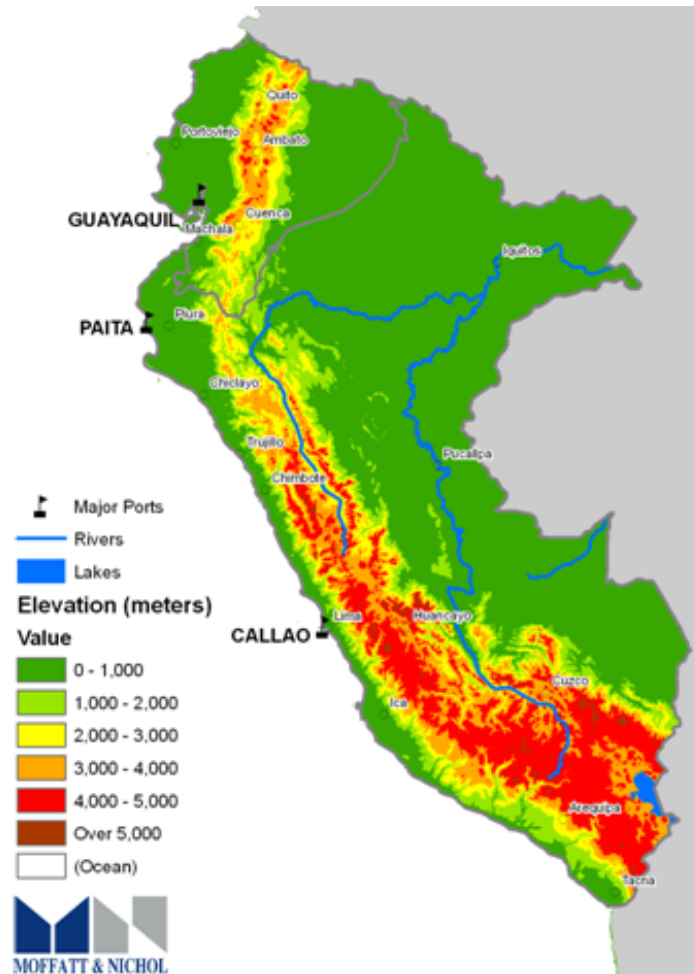 Quito
Portoviejo
Ambato
GUAYAQUIL
Cuenca
Machala
Iquitos
PAITA
Piura
Chiclayo
Trujillo
Pucallpa
Chimbote
Major Ports
Rivers
Lakes
Elevation (meters)
Value
0 - 1,000
1,000 - 2,000
2,000 - 3,000
3,000 - 4,000
4,000 - 5,000
Over 5,000
(Ocean)
CALLAO
Lima
Huancayo
Cuzco
Ica
Arequipa
Tacna
MOFFATT & NICHOL